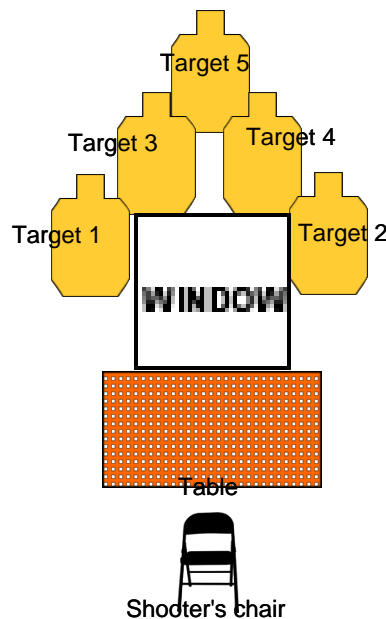 Target 5
Target 3
Target 4
Target 1
Target 2
WINDOW
Table
Shooter's chair